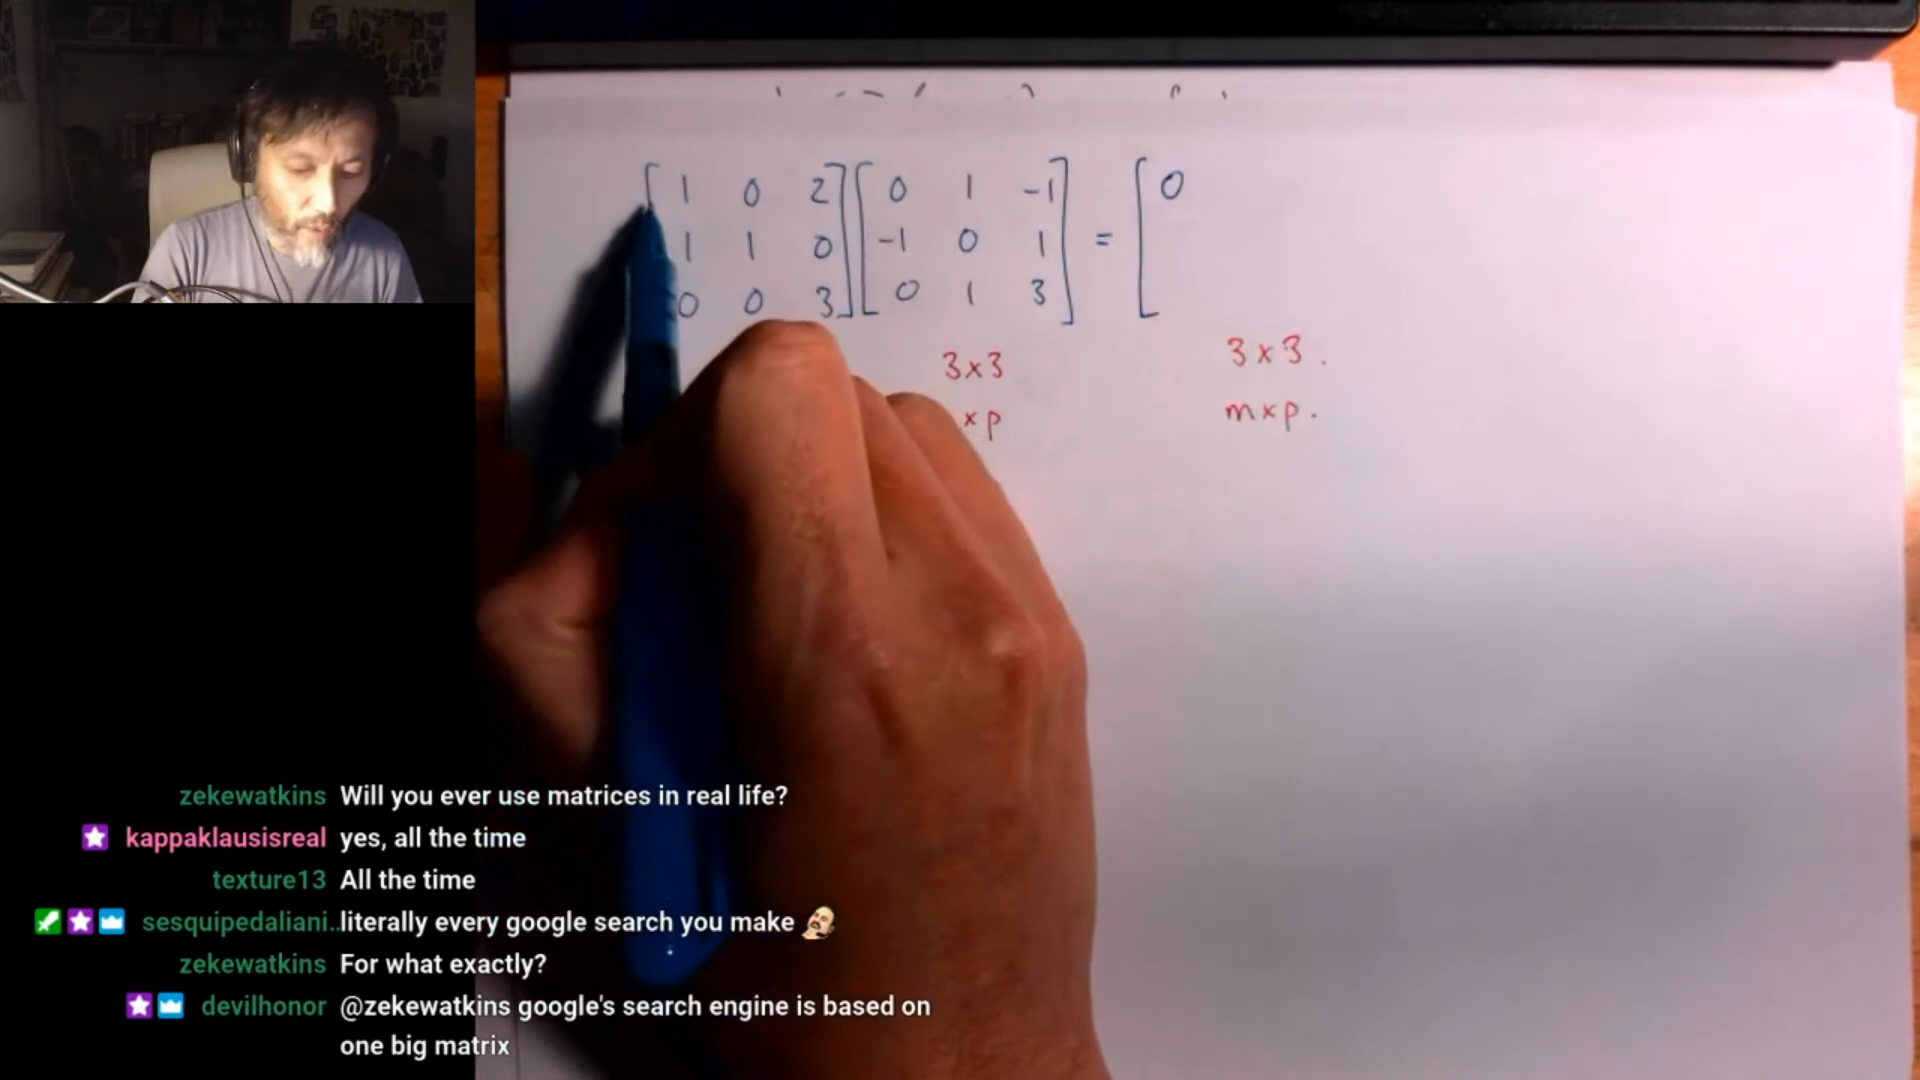 [ 1 0 2 ] [ 0 1 -1 ] = [ 0
1 1 0 -1 0 1
0 0 3 0 1 3
3x3 3x3.
xp mxp.
zekewatkins Will you ever use matrices in real life?
kappaklausisreal yes, all the time
texture13 All the time
sesquipedaliani.. literally every google search you make
zekewatkins For what exactly?
devilhonor @zekewatkins google's search engine is based on
one big matrix